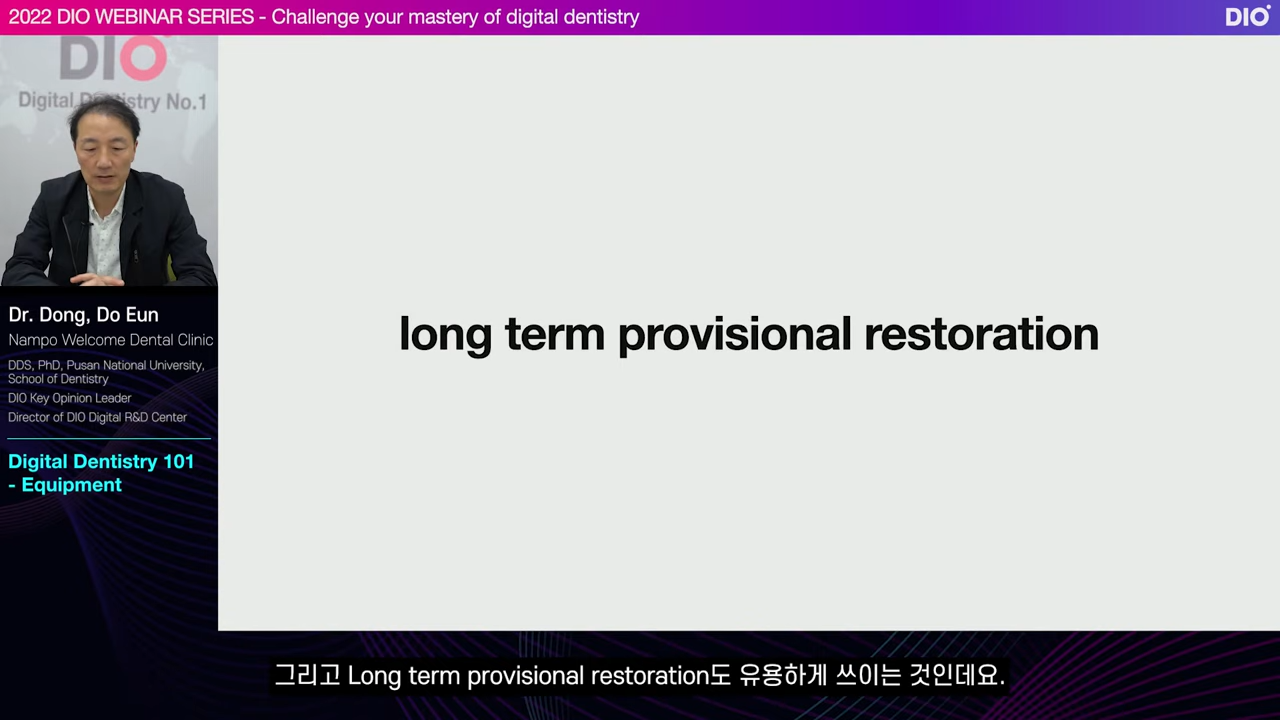 2022 DIO WEBINAR SERIES - Challenge your mastery of digital dentistry
DIO
DIO
Digital Dentistry No.1
Dr. Dong, Do Eun
Nampo Welcome Dental Clinic
DDS, PhD, Pusan National University,
School of Dentistry
DIO Key Opinion Leader
Director of DIO Digital R&D Center
Digital Dentistry 101
- Equipment
long term provisional restoration
그리고 Long term provisional restoration도 유용하게 쓰이는 것인데요.